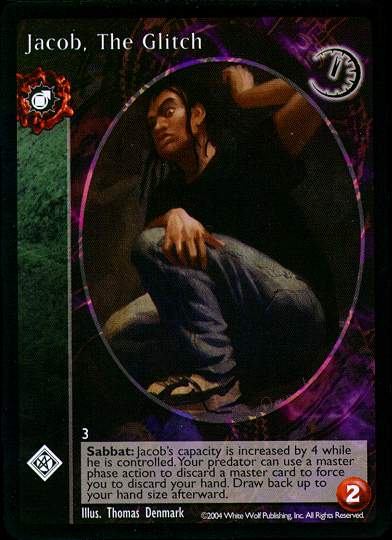 Jacob, The Glitch
3
Sabbat: Jacob's capacity is increased by 4 while
he is controlled. Your predator can use a master
phase action to discard a master card to force
you to discard your hand. Draw back up to
your hand size afterward.
2
Illus. Thomas Denmark
©2004 White Wolf Publishing, Inc. All Rights Reserved.